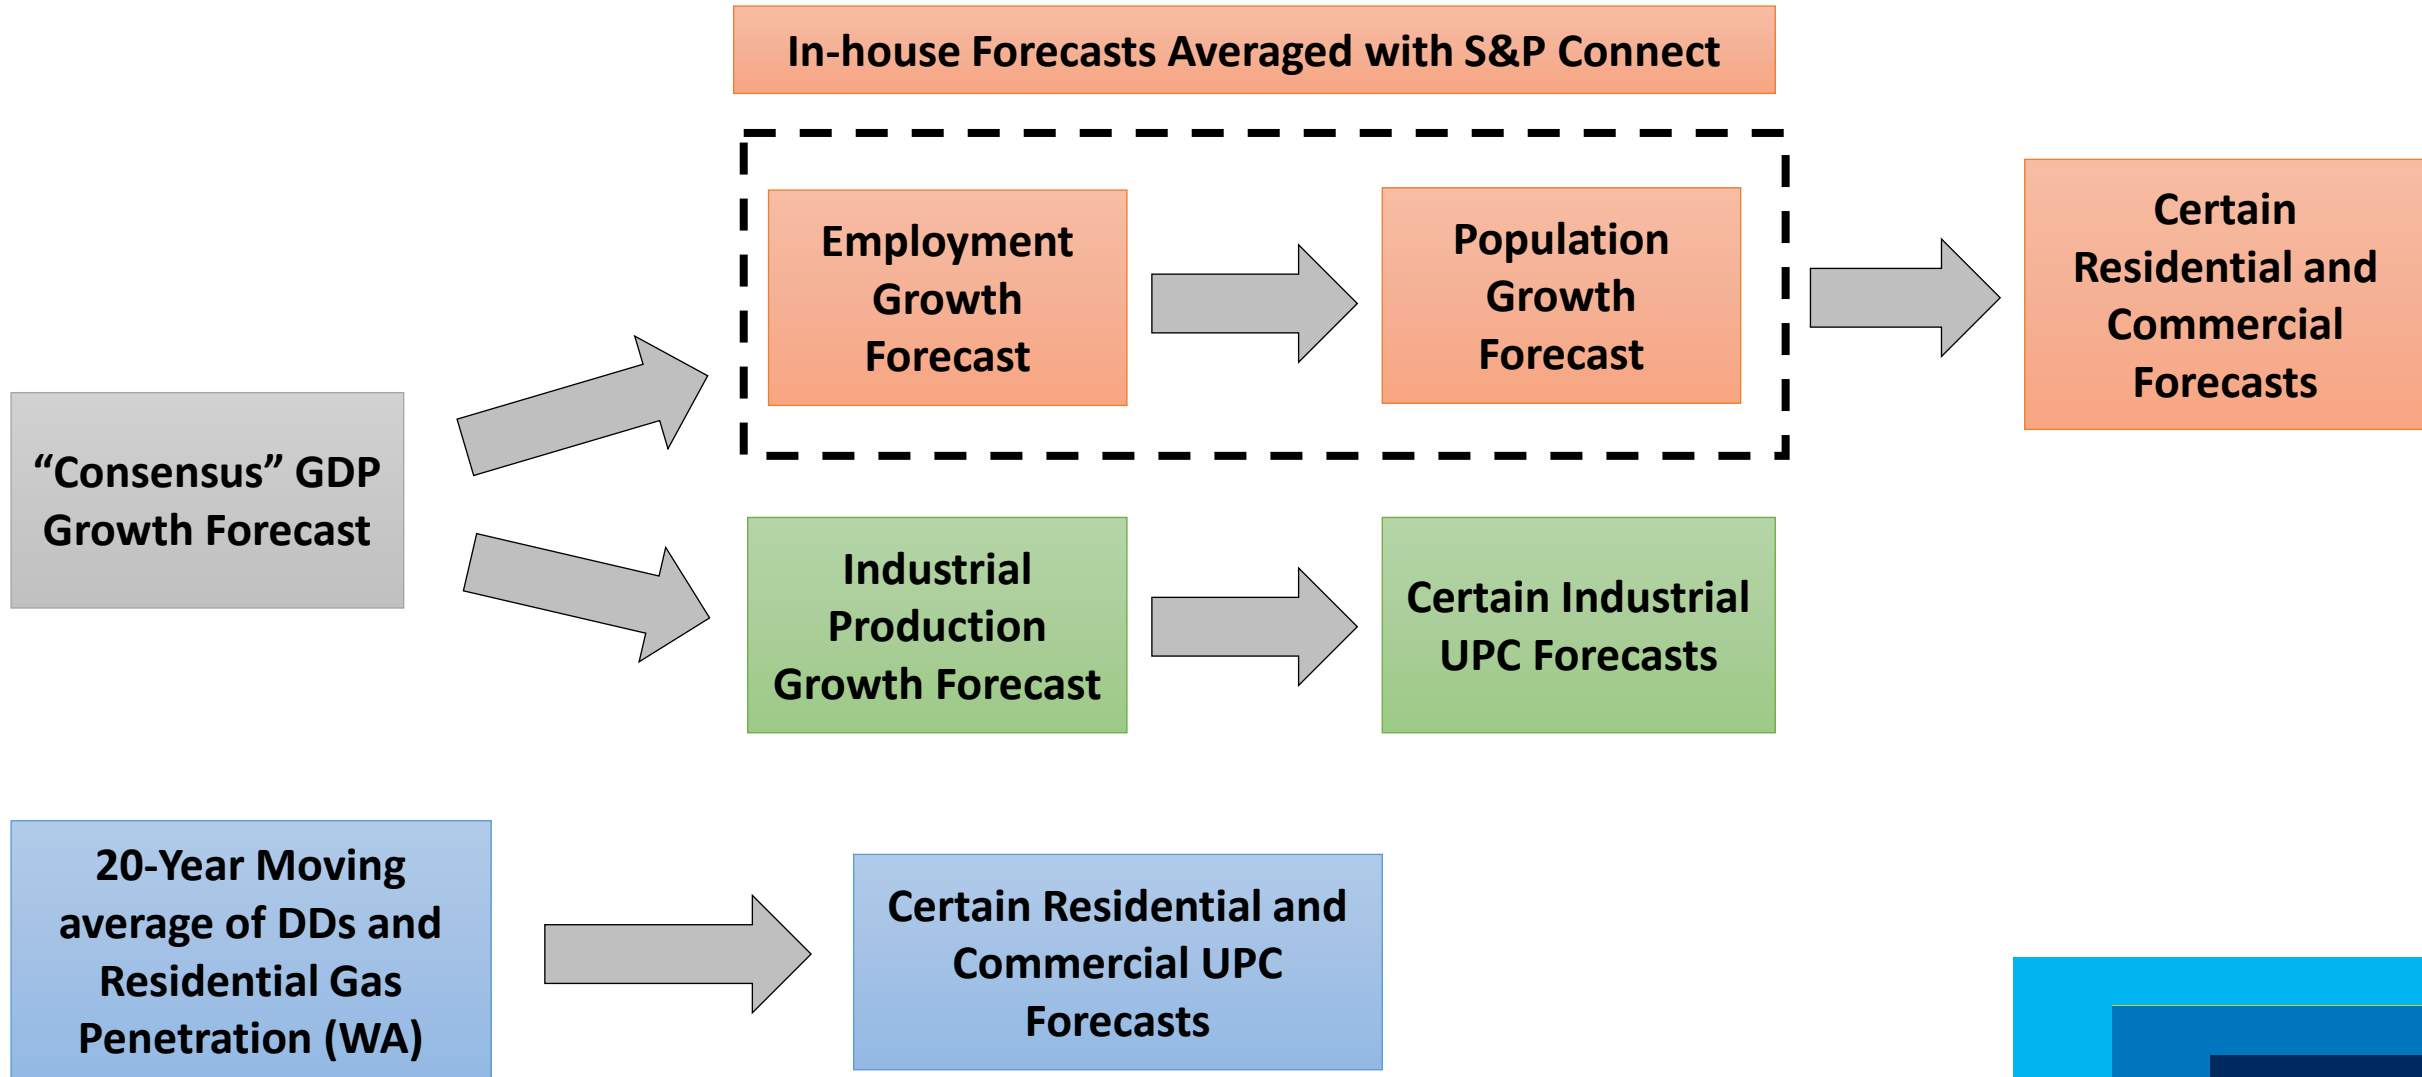 In-house Forecasts Averaged with S&P Connect
Employment
Growth
Forecast
Population
Growth
Forecast
Certain
Residential and
Commercial
Forecasts
“Consensus” GDP
Growth Forecast
Industrial
Production
Growth Forecast
Certain Industrial
UPC Forecasts
20-Year Moving
average of DDs and
Residential Gas
Penetration (WA)
Certain Residential and
Commercial UPC
Forecasts